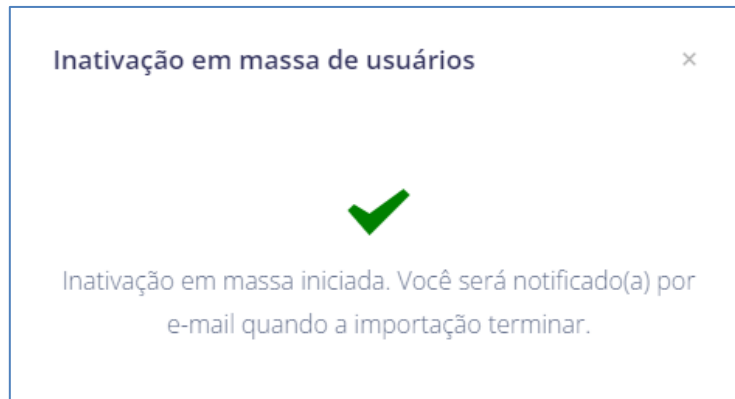 Inativação em massa de usuários ×
Inativação em massa iniciada. Você será notificado(a) por
e-mail quando a importação terminar.